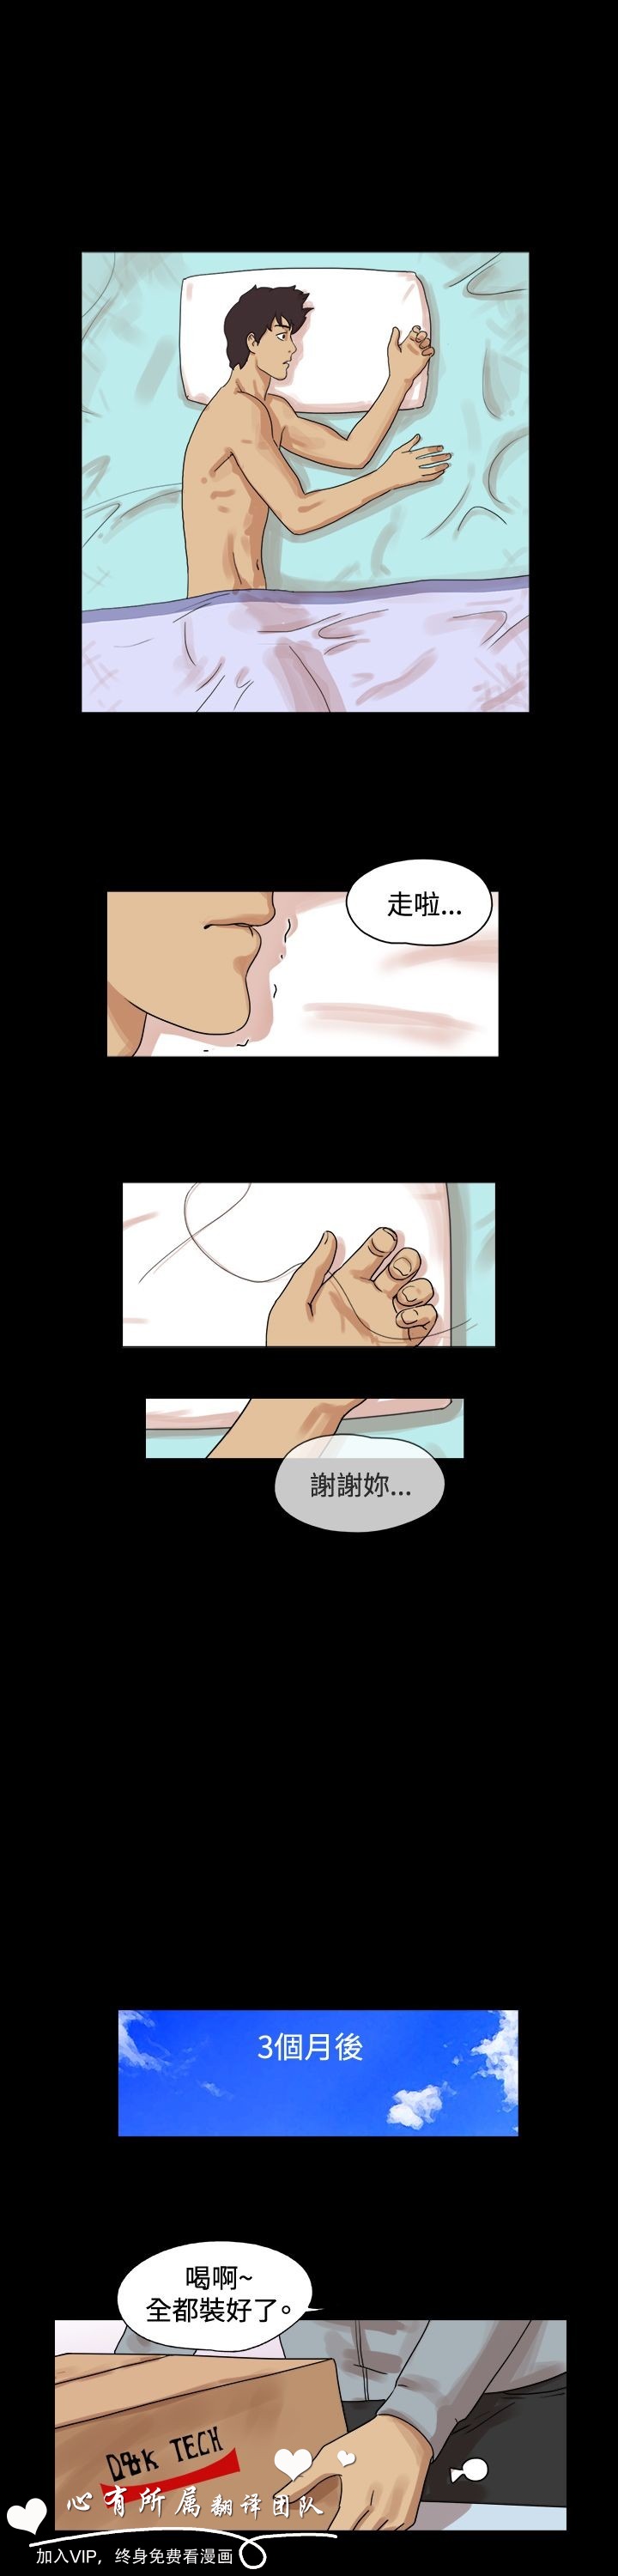 走啦...
謝謝妳...
3個月後
喝啊~
全都裝好了。
D&K TECH
心有所属翻译团队
加入VIP，终身免费看漫画